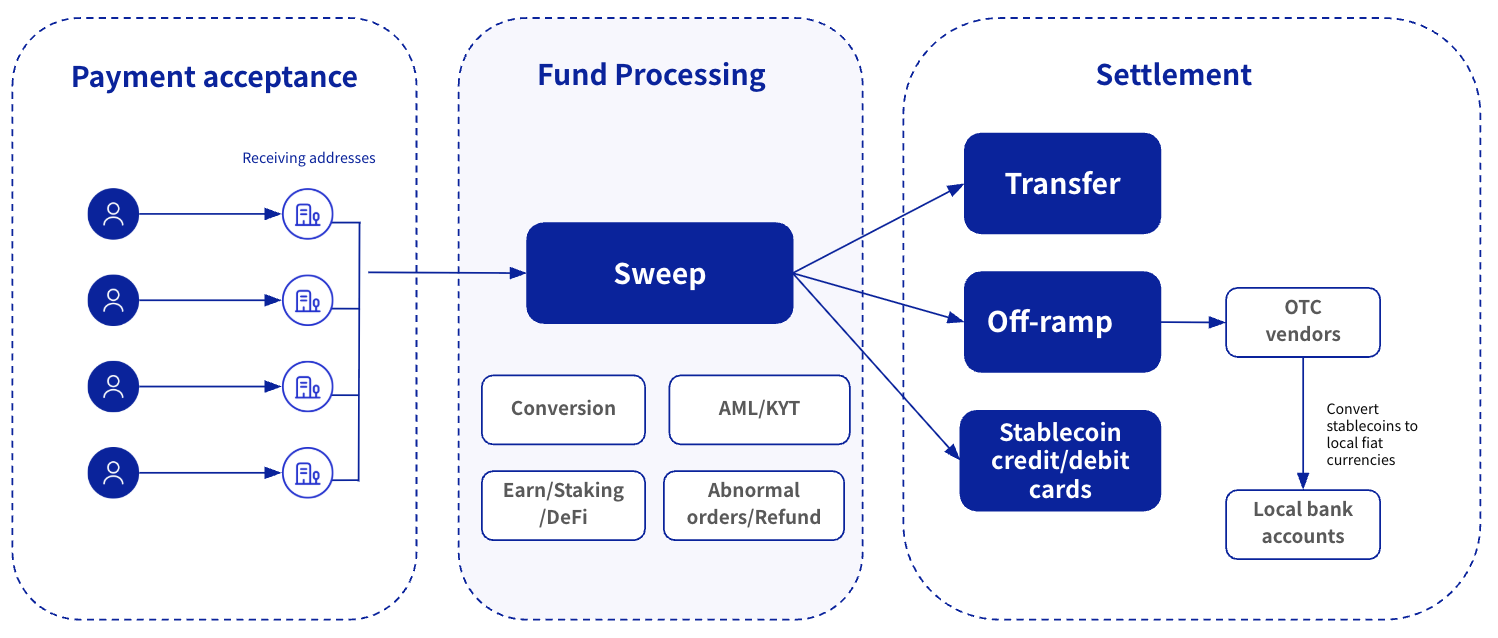 Payment acceptance
Receiving addresses
Fund Processing
Sweep
Conversion
AML/KYT
Earn/Staking
/DeFi
Abnormal
orders/Refund
Settlement
Transfer
Off-ramp
OTC
vendors
Stablecoin
credit/debit
cards
Convert
stablecoins to
local fiat
currencies
Local bank
accounts